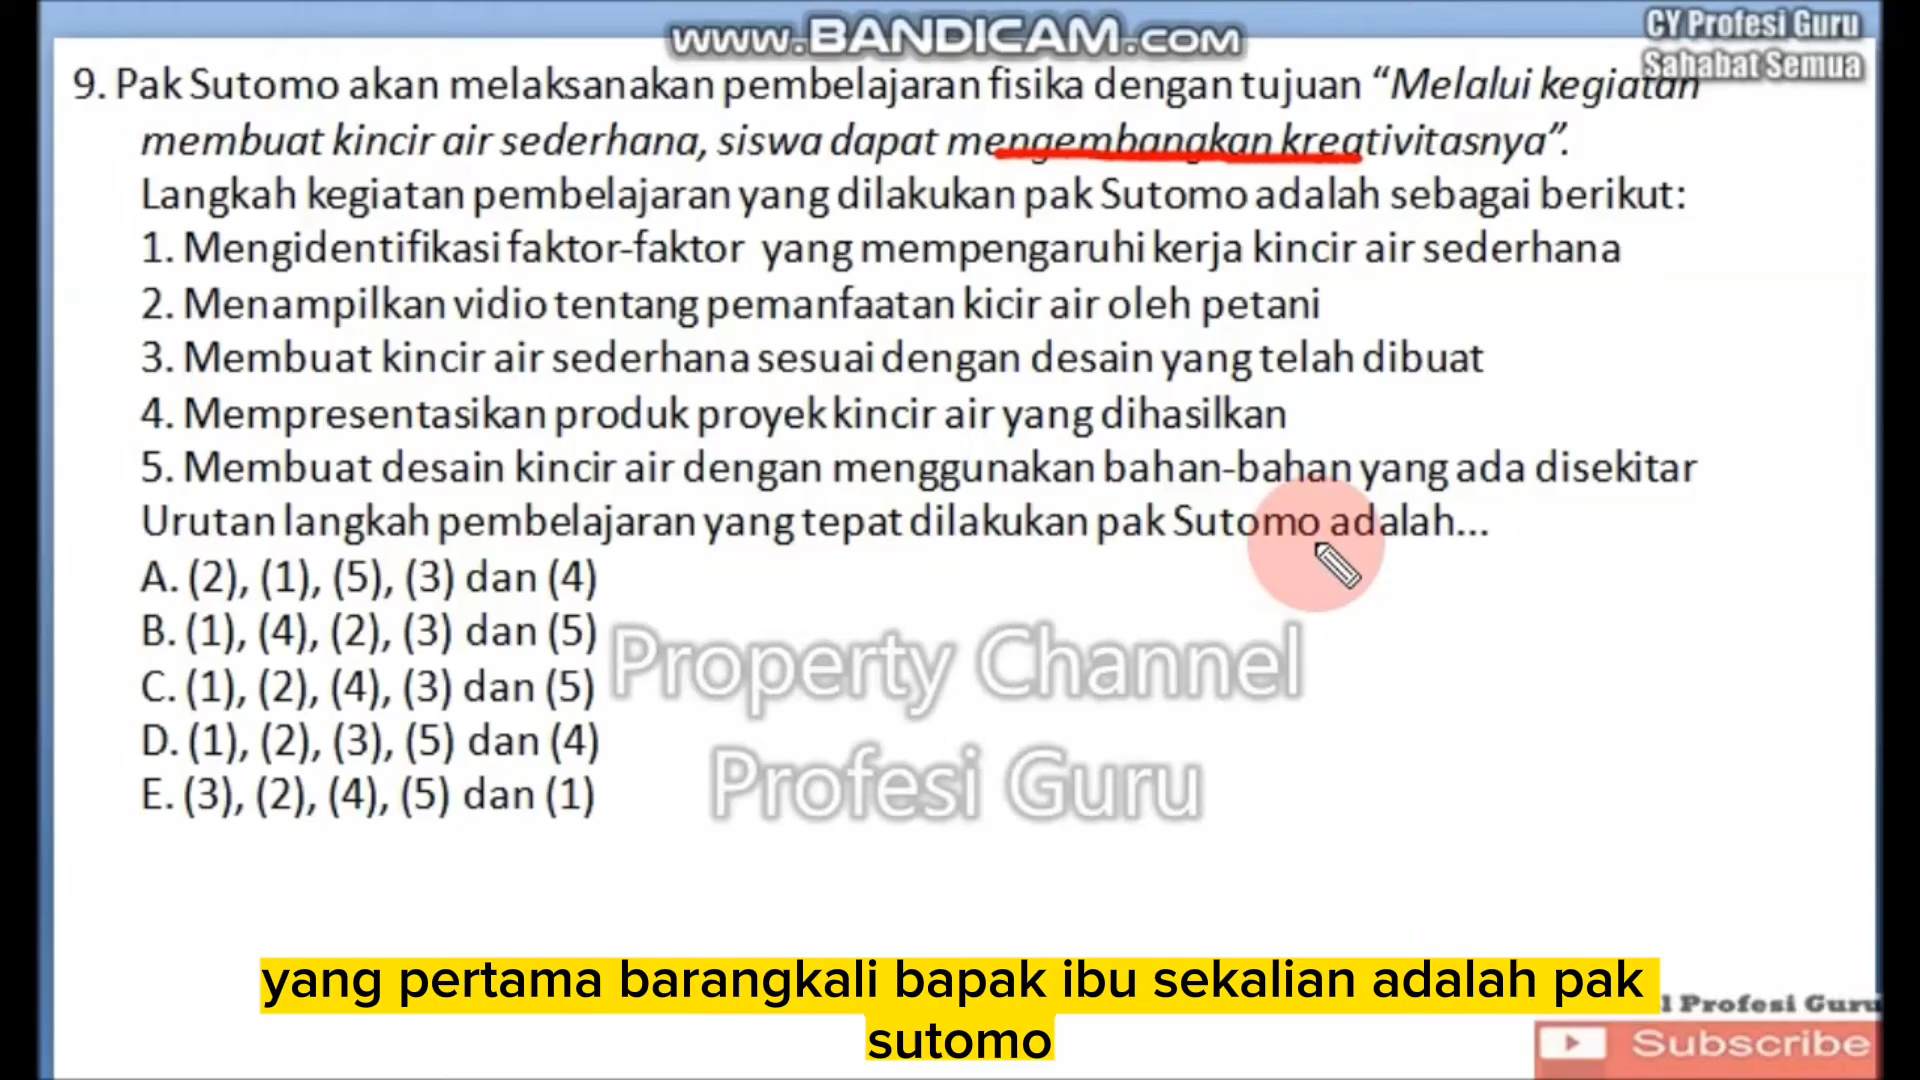 www.BANDICAM.com
CY Profesi Guru
Sahabat Semua
9. Pak Sutomo akan melaksanakan pembelajaran fisika dengan tujuan “Melalui kegiatan
membuat kincir air sederhana, siswa dapat mengembangkan kreativitasnya”.
Langkah kegiatan pembelajaran yang dilakukan pak Sutomo adalah sebagai berikut:
1. Mengidentifikasi faktor-faktor yang mempengaruhi kerja kincir air sederhana
2. Menampilkan vidio tentang pemanfaatan kicir air oleh petani
3. Membuat kincir air sederhana sesuai dengan desain yang telah dibuat
4. Mempresentasikan produk proyek kincir air yang dihasilkan
5. Membuat desain kincir air dengan menggunakan bahan-bahan yang ada disekitar
Urutan langkah pembelajaran yang tepat dilakukan pak Sutomo adalah...
A. (2), (1), (5), (3) dan (4)
B. (1), (4), (2), (3) dan (5)
C. (1), (2), (4), (3) dan (5)
D. (1), (2), (3), (5) dan (4)
E. (3), (2), (4), (5) dan (1)
Property Channel
Profesi Guru
yang pertama barangkali bapak ibu sekalian adalah pak
sutomo
l Profesi Guru
Subscribe